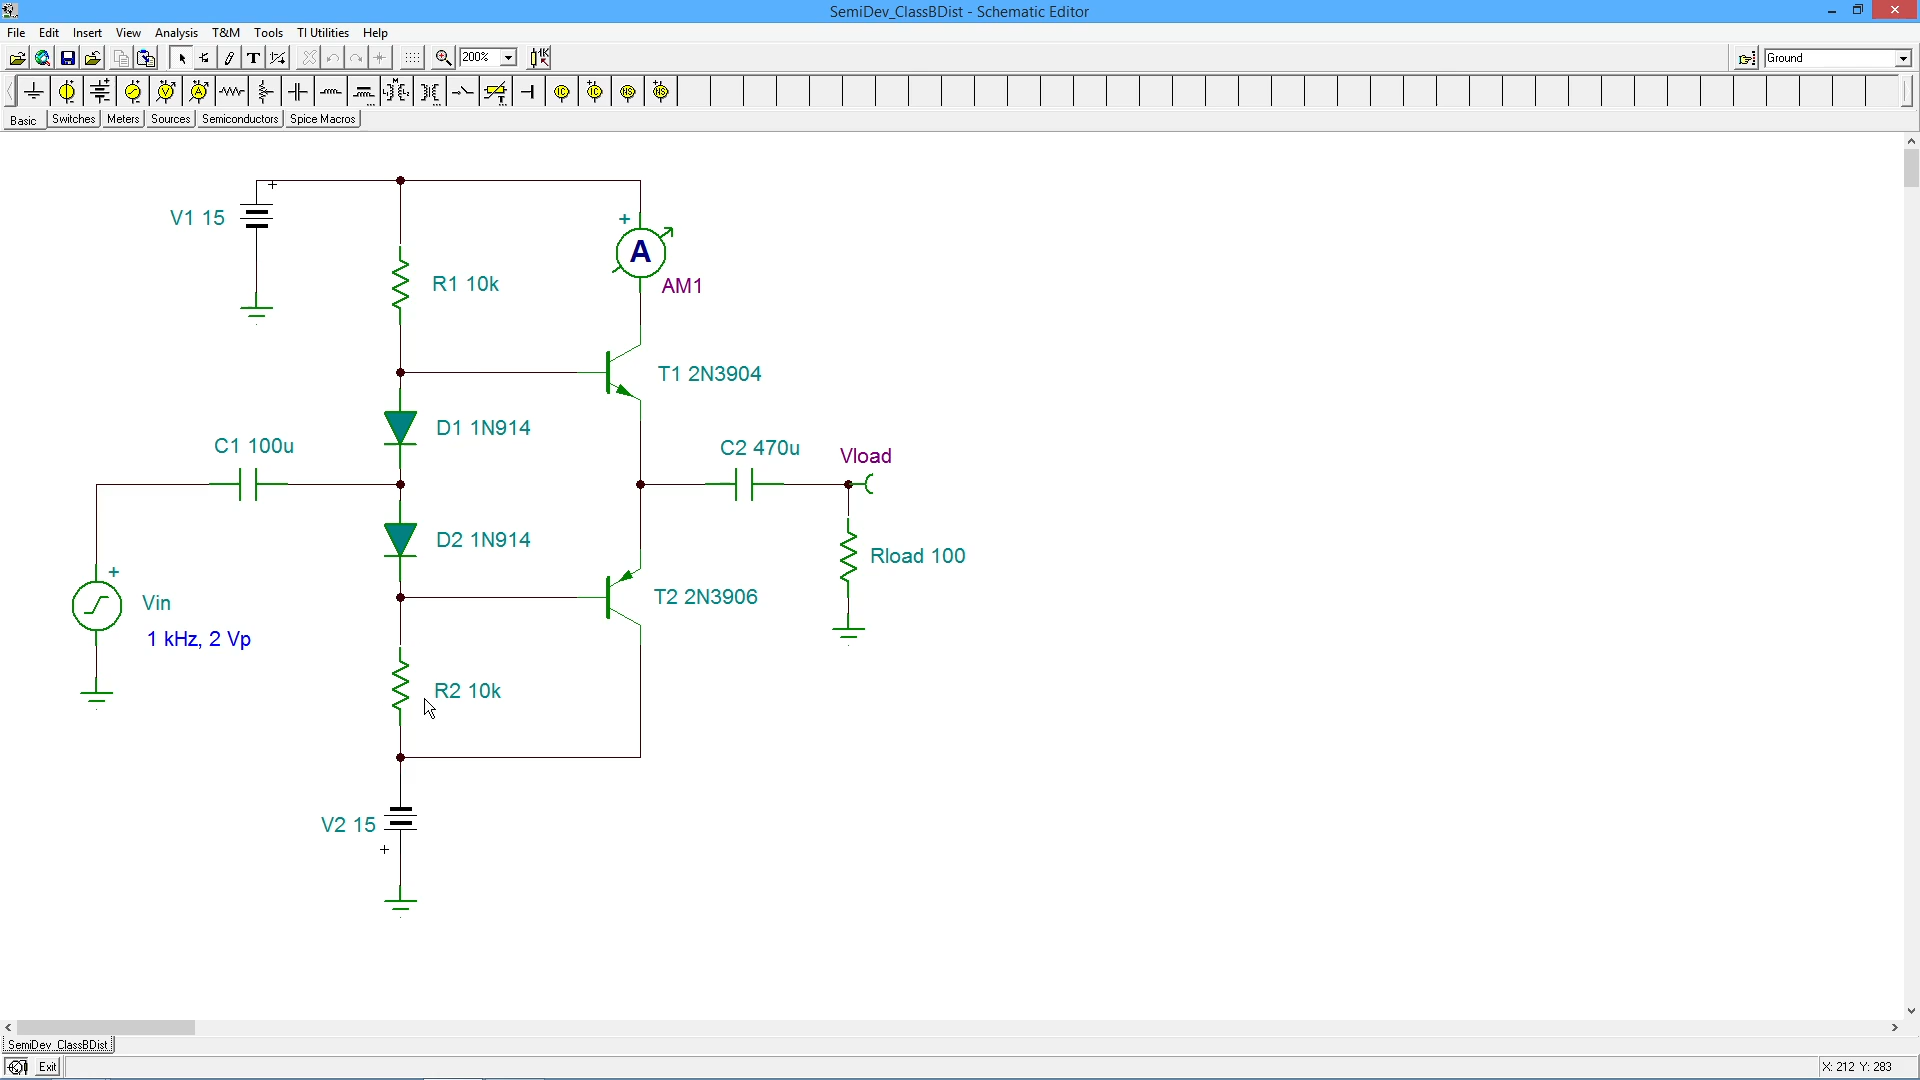 SemiDev_ClassBDist - Schematic Editor
File Edit Insert View Analysis T&M Tools TI Utilities Help
200%
Ground
Basic Switches Meters Sources Semiconductors Spice Macros
+
V1 15
+
A
R1 10k
AM1
T1 2N3904
D1 1N914
C1 100u
C2 470u
Vload
D2 1N914
Rload 100
+
Vin
T2 2N3906
1 kHz, 2 Vp
R2 10k
V2 15
+
SemiDev_ClassBDist
Exit
X: 212 Y: 283